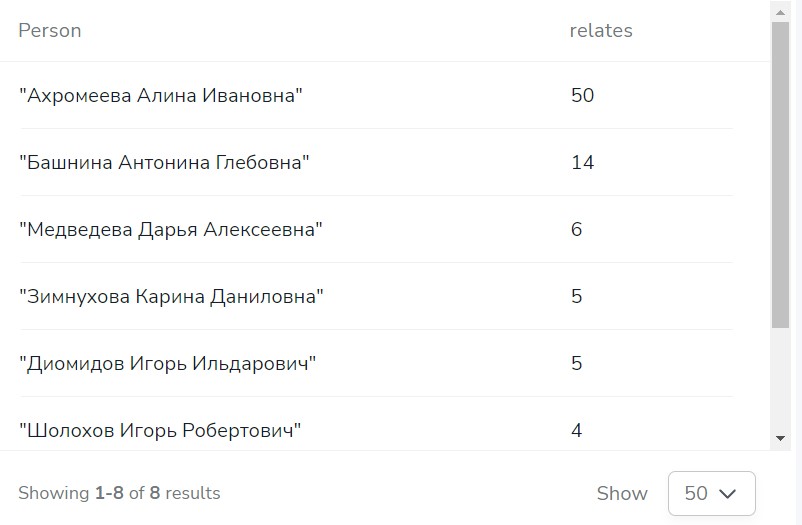 Person relates
"Ахромеева Алина Ивановна" 50
"Башнина Антонина Глебовна" 14
"Медведева Дарья Алексеевна" 6
"Зимнухова Карина Даниловна" 5
"Диомидов Игорь Ильдарович" 5
"Шолохов Игорь Робертович" 4
Showing 1-8 of 8 results Show 50